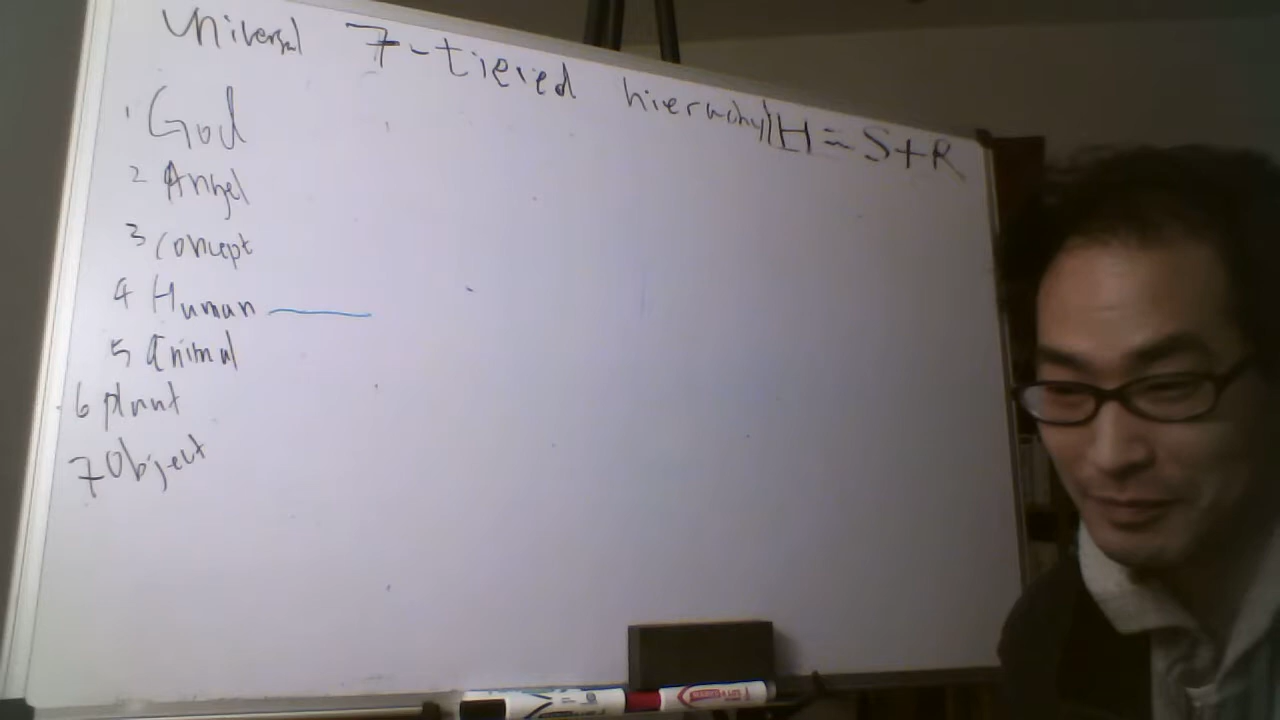 Universal 7-tiered hierarchy H = S+R
1 God
2 Angel
3 concept
4 Human
5 Animal
6 plant
7 Object